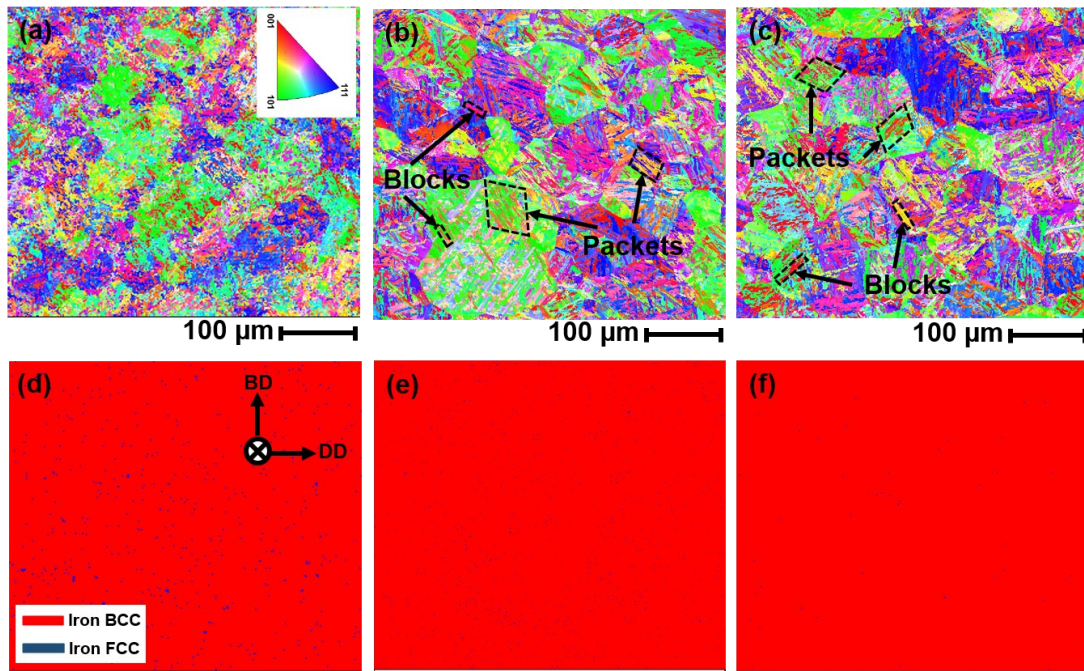 (a)
001
101
111
100 µm
(b)
Blocks
Packets
100 µm
(c)
Packets
Blocks
100 µm
(d)
BD
DD
Iron BCC
Iron FCC
(e)
(f)